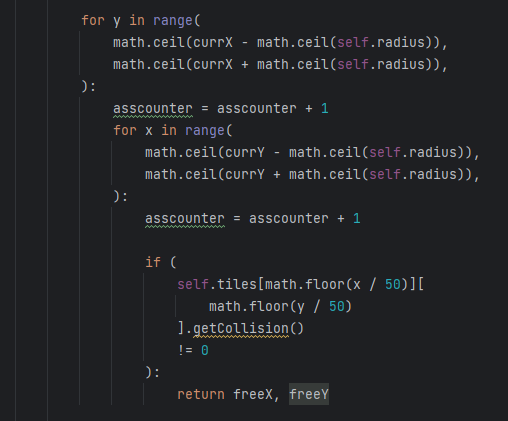 for y in range(
    math.ceil(currX - math.ceil(self.radius)),
    math.ceil(currX + math.ceil(self.radius)),
):
    asscounter = asscounter + 1
    for x in range(
        math.ceil(currY - math.ceil(self.radius)),
        math.ceil(currY + math.ceil(self.radius)),
    ):
        asscounter = asscounter + 1

        if (
            self.tiles[math.floor(x / 50)][
                math.floor(y / 50)
            ].getCollision()
            != 0
        ):
            return freeX, freeY